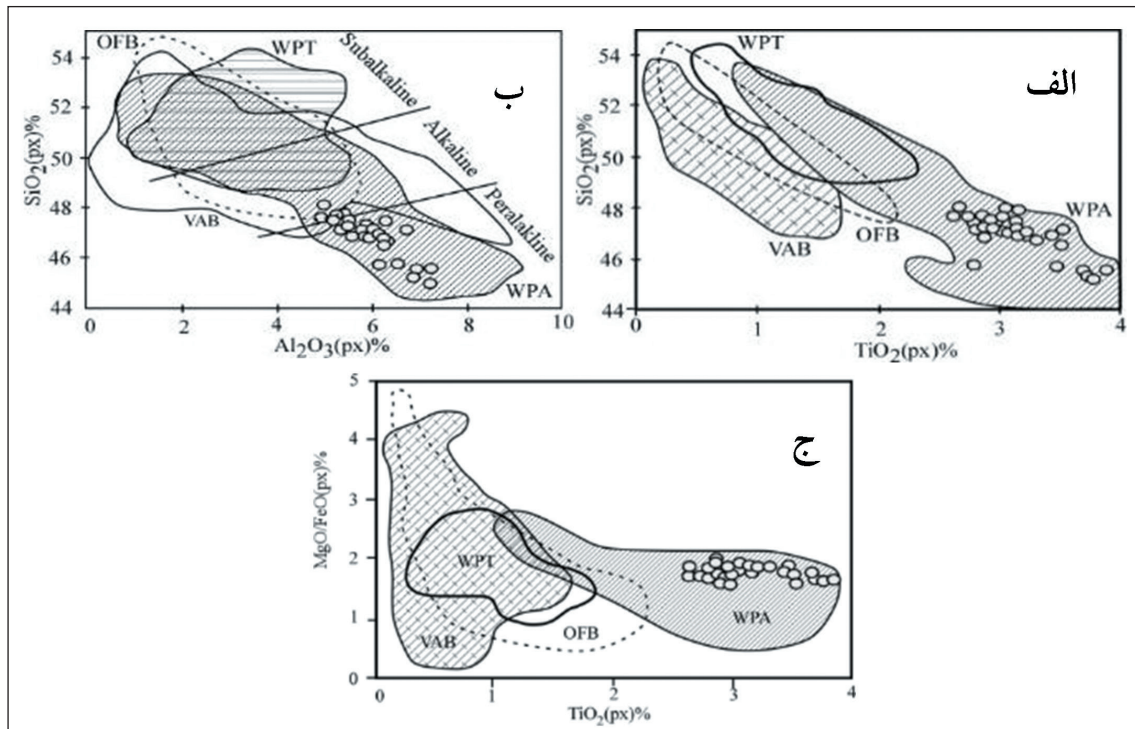 ب
OFB
WPT
Subalkaline
Alkaline
Peralakline
VAB
WPA
SiO₂(px)%
54
52
50
48
46
44
0 2 4 6 8 10
Al₂O₃(px)%
الف
WPT
WPA
VAB
OFB
SiO₂(px)%
54
52
50
48
46
44
0 1 2 3 4
TiO₂(px)%
ج
WPT
VAB
OFB
WPA
MgO/FeO(px)%
5
4
3
2
1
0
0 1 2 3 4
TiO₂(px)%